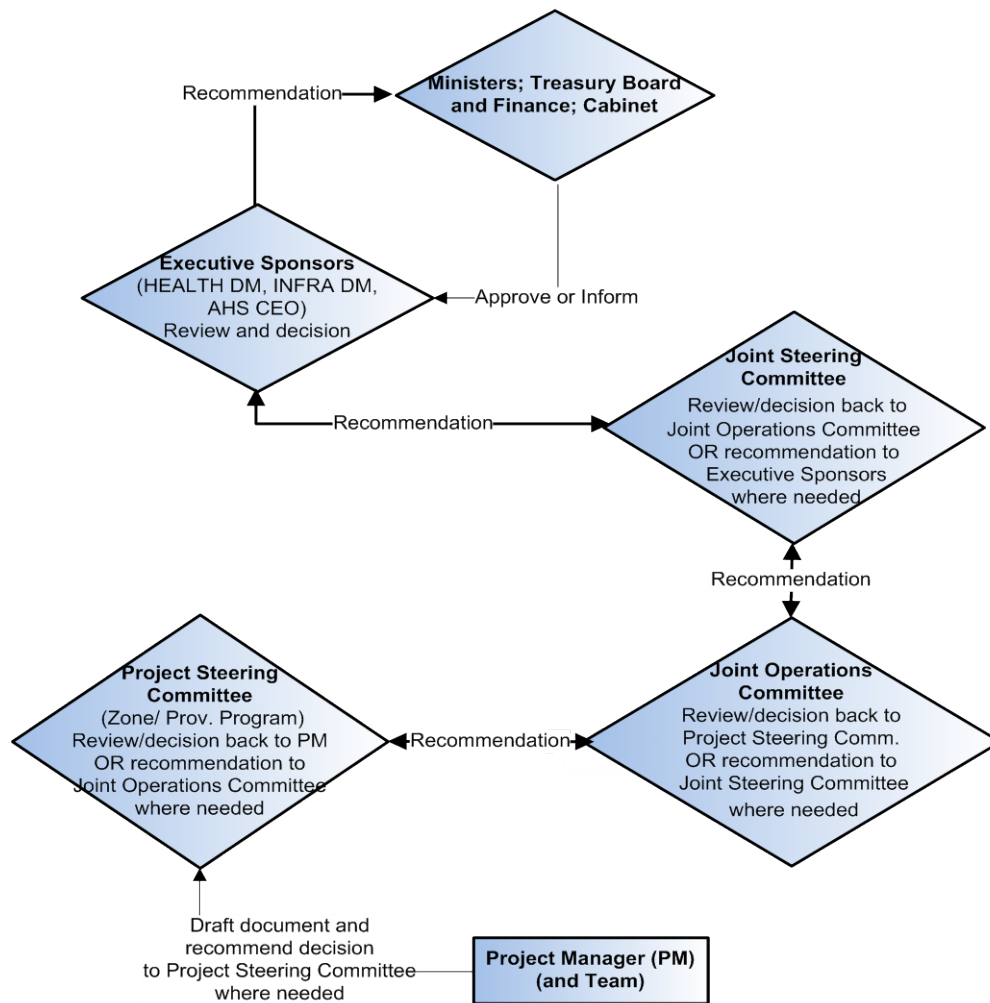 Recommendation
Ministers; Treasury Board
and Finance; Cabinet
Executive Sponsors
(HEALTH DM, INFRA DM,
AHS CEO)
Review and decision
Approve or Inform
Joint Steering
Committee
Review/decision back to
Joint Operations Committee
OR recommendation to
Executive Sponsors
where needed
Recommendation
Recommendation
Project Steering
Committee
(Zone/ Prov. Program)
Review/decision back to PM
OR recommendation to
Joint Operations Committee
where needed
Recommendation
Joint Operations
Committee
Review/decision back to
Project Steering Comm.
OR recommendation to
Joint Steering Committee
where needed
Draft document and
recommend decision
to Project Steering Committee
where needed
Project Manager (PM)
(and Team)